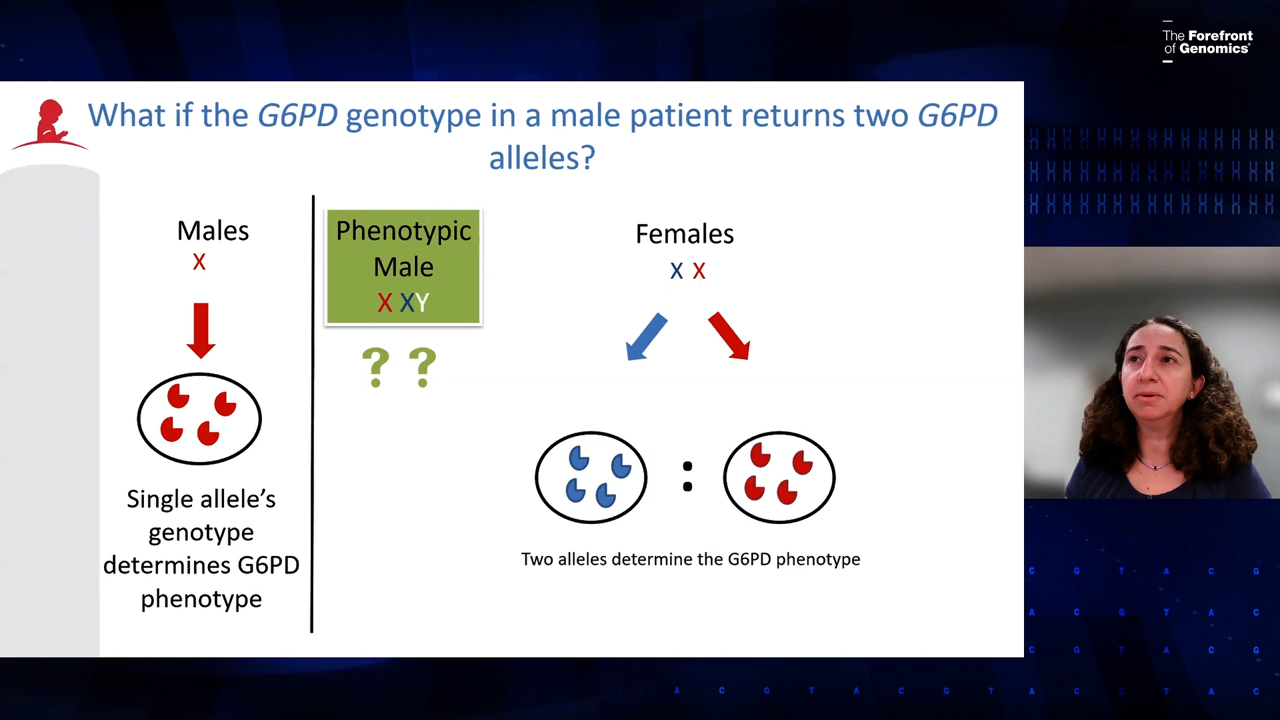 The Forefront
of Genomics®
What if the G6PD genotype in a male patient returns two G6PD
alleles?
Males
X
Single allele's
genotype
determines G6PD
phenotype
Phenotypic
Male
X XY
? ?
Females
X X
:
Two alleles determine the G6PD phenotype
C G T A C G
A C G T A C
C G T A C G
A C G T A C G T A C G T A C